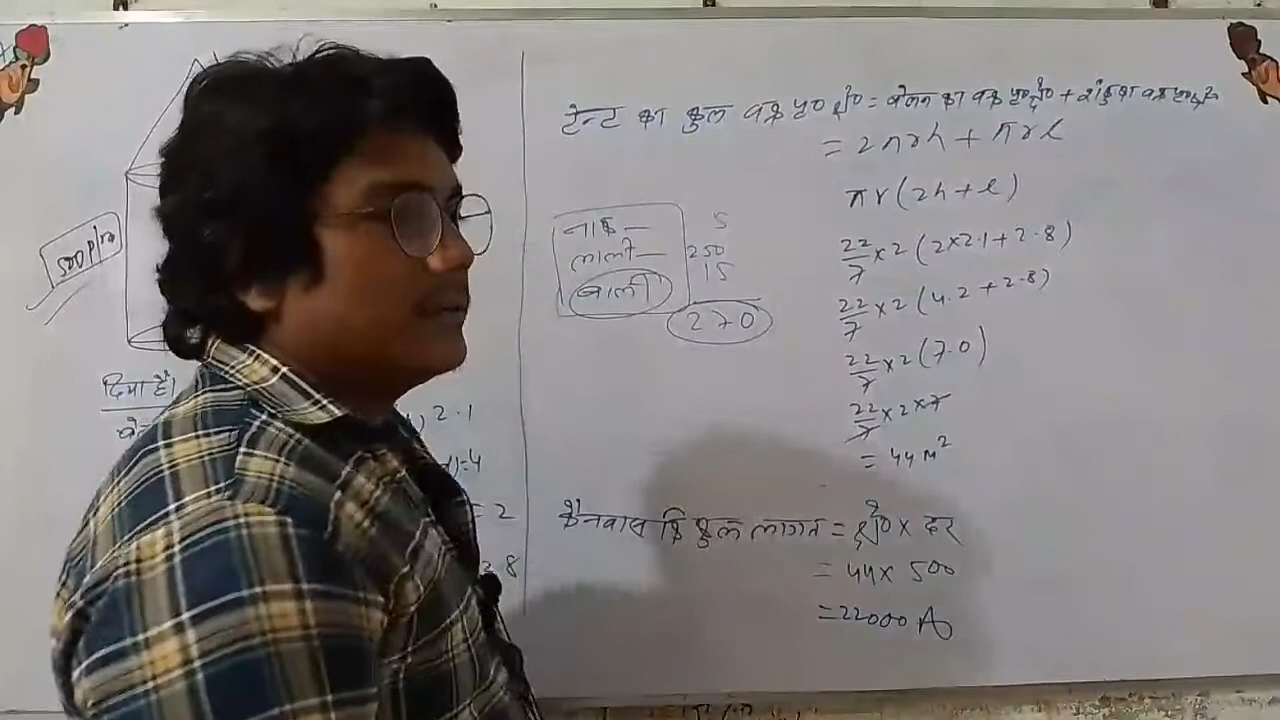 500 P/m
दिया है।
2.1
=4
= 2
2.8
टेन्ट का कुल वक्र पृ० क्षे० = बेलन का वक्र पृ० क्षे० + शंकु का वक्र पृ० क्षे०
= 2πrh + πrl
πr(2h+l)
22/7 × 2 (2×2.1+2.8)
22/7 × 2 (4.2+2.8)
22/7 × 2 (7.0)
22/7 × 2 × 7
= 44 m²
नाक — 5
लाली — 250
बाली 15
270
कैनवास कि कुल लागत = क्षे० × दर
= 44 × 500
= 22000